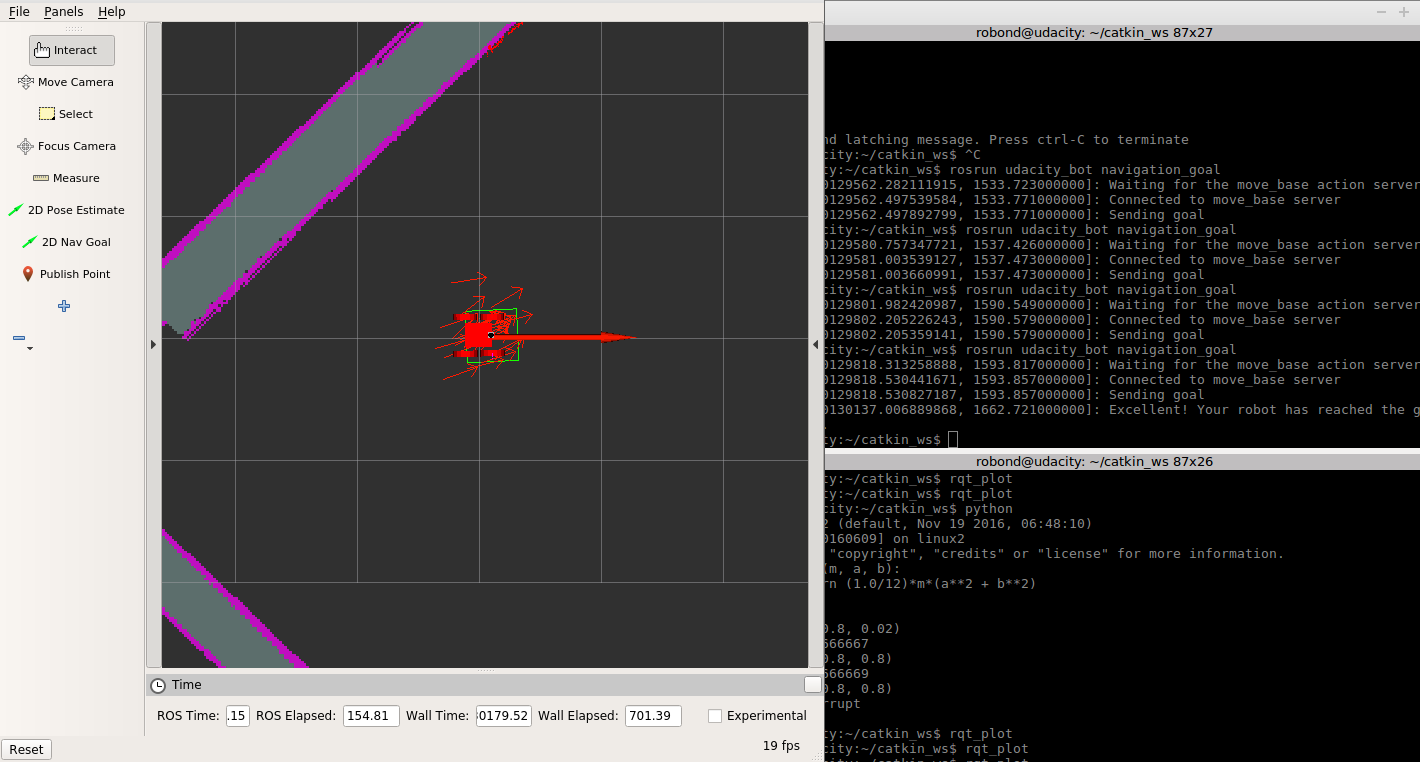 File Panels Help
Interact
Move Camera
Select
Focus Camera
Measure
2D Pose Estimate
2D Nav Goal
Publish Point
Time
ROS Time: .15 ROS Elapsed: 154.81 Wall Time: 30179.52 Wall Elapsed: 701.39 Experimental
Reset
19 fps
robond@udacity: ~/catkin_ws 87x27
nd latching message. Press ctrl-C to terminate
city:~/catkin_ws$ ^C
city:~/catkin_ws$ rosrun udacity_bot navigation_goal
0129562.282111915, 1533.723000000]: Waiting for the move_base action server
0129562.497539584, 1533.771000000]: Connected to move_base server
0129562.497892799, 1533.771000000]: Sending goal
city:~/catkin_ws$ rosrun udacity_bot navigation_goal
0129580.757347721, 1537.426000000]: Waiting for the move_base action server
0129581.003539127, 1537.473000000]: Connected to move_base server
0129581.003660991, 1537.473000000]: Sending goal
city:~/catkin_ws$ rosrun udacity_bot navigation_goal
0129801.982420987, 1590.549000000]: Waiting for the move_base action server
0129802.205226243, 1590.579000000]: Connected to move_base server
0129802.205359141, 1590.579000000]: Sending goal
city:~/catkin_ws$ rosrun udacity_bot navigation_goal
0129818.313258888, 1593.817000000]: Waiting for the move_base action server
0129818.530441671, 1593.857000000]: Connected to move_base server
0129818.530827187, 1593.857000000]: Sending goal
0130137.006889868, 1662.721000000]: Excellent! Your robot has reached the g
city:~/catkin_ws$
robond@udacity: ~/catkin_ws 87x26
city:~/catkin_ws$ rqt_plot
city:~/catkin_ws$ rqt_plot
city:~/catkin_ws$ python
2 (default, Nov 19 2016, 06:48:10)
0160609] on linux2
"copyright", "credits" or "license" for more information.
(m, a, b):
rn (1.0/12)*m*(a**2 + b**2)
0.8, 0.02)
666667
0.8, 0.8)
666669
0.8, 0.8)
rrupt
city:~/catkin_ws$ rqt_plot
city:~/catkin_ws$ rqt_plot
city:~/catkin_ws$ rqt_plot